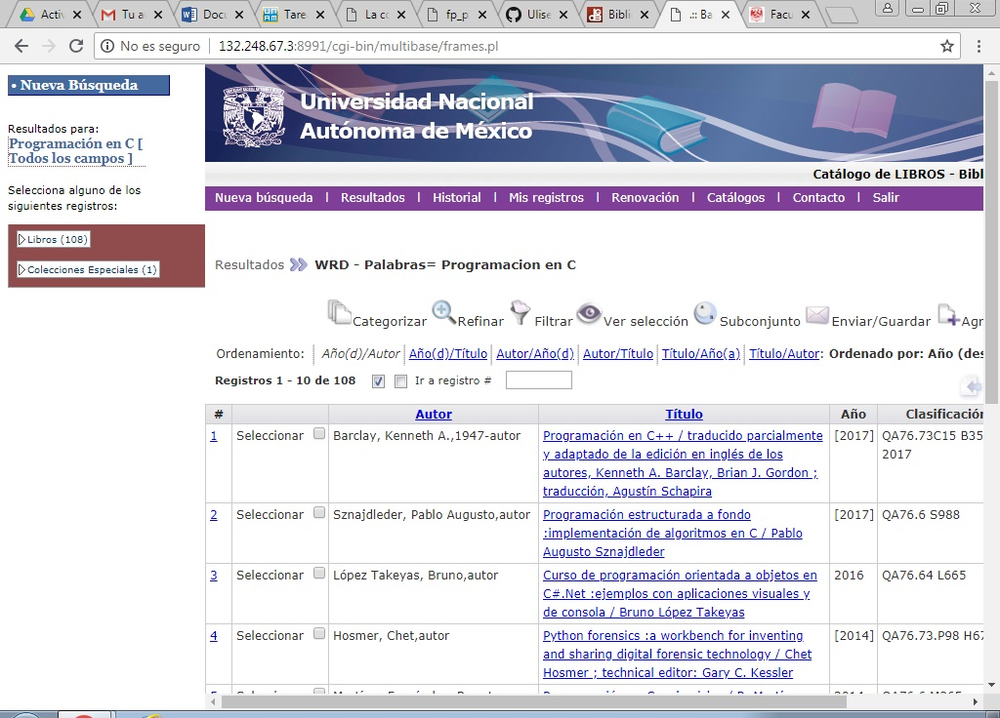 Activ
Tu a
Docu
Tare
La co
fp_p
Ulise
Bibli
.:: Ba
Facu
No es seguro
132.248.67.3:8991/cgi-bin/multibase/frames.pl
• Nueva Búsqueda
Resultados para:
Programación en C [
Todos los campos ]
Selecciona alguno de los
siguientes registros:
Libros (108)
Colecciones Especiales (1)
Universidad Nacional
Autónoma de México
Catálogo de LIBROS - Bibl
Nueva búsqueda | Resultados | Historial | Mis registros | Renovación | Catálogos | Contacto | Salir
Resultados WRD - Palabras= Programacion en C
Categorizar Refinar Filtrar Ver selección Subconjunto Enviar/Guardar Agr
Ordenamiento: Año(d)/Autor Año(d)/Título Autor/Año(d) Autor/Título Título/Año(a) Título/Autor: Ordenado por: Año (des
Registros 1 - 10 de 108 Ir a registro #
# Autor Título Año Clasificación
1 Seleccionar Barclay, Kenneth A.,1947-autor Programación en C++ / traducido parcialmente [2017] QA76.73C15 B35
y adaptado de la edición en inglés de los 2017
autores, Kenneth A. Barclay, Brian J. Gordon ;
traducción, Agustín Schapira
2 Seleccionar Sznajdleder, Pablo Augusto,autor Programación estructurada a fondo [2017] QA76.6 S988
:implementación de algoritmos en C / Pablo
Augusto Sznajdleder
3 Seleccionar López Takeyas, Bruno,autor Curso de programación orientada a objetos en 2016 QA76.64 L665
C#.Net :ejemplos con aplicaciones visuales y
de consola / Bruno López Takeyas
4 Seleccionar Hosmer, Chet,autor Python forensics :a workbench for inventing [2014] QA76.73.P98 H67
and sharing digital forensic technology / Chet
Hosmer ; technical editor: Gary C. Kessler